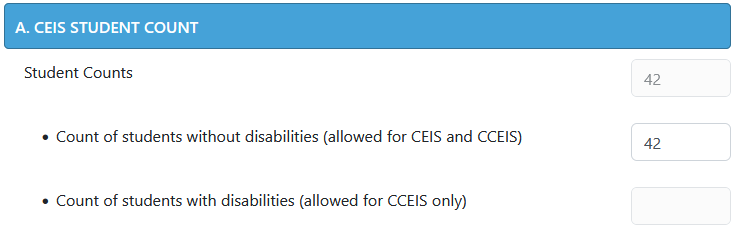 A. CEIS STUDENT COUNT
Student Counts 42
• Count of students without disabilities (allowed for CEIS and CCEIS) 42
• Count of students with disabilities (allowed for CCEIS only)